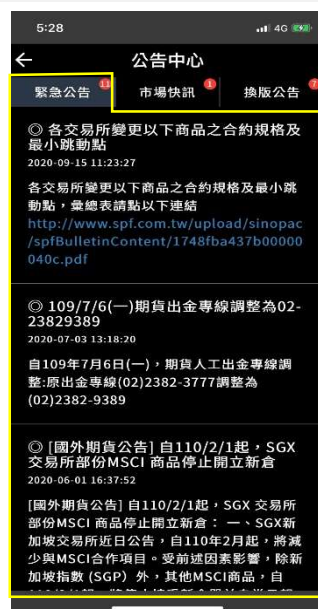 5:28
4G
公告中心
緊急公告 11
市場快訊 1
換版公告 7
◎ 各交易所變更以下商品之合約規格及
最小跳動點
2020-09-15 11:23:27
各交易所變更以下商品之合約規格及最小跳
動點,彙總表請點以下連結
http://www.spf.com.tw/upload/sinopac
/spfBulletinContent/1748fba437b00000
040c.pdf
◎ 109/7/6(一)期貨出金專線調整為02-
23829389
2020-07-03 13:18:20
自109年7月6日(一),期貨人工出金專線調
整:原出金專線(02)2382-3777調整為
(02)2382-9389
◎ [國外期貨公告] 自110/2/1起,SGX
交易所部份MSCI 商品停止開立新倉
2020-06-01 16:37:52
[國外期貨公告] 自110/2/1起,SGX 交易所
部份MSCI 商品停止開立新倉: 一、SGX新
加坡交易所近日公告,自110年2月起,將減
少與MSCI合作項目。受前述因素影響,除新
加坡指數 (SGP) 外,其他MSCI商品,自